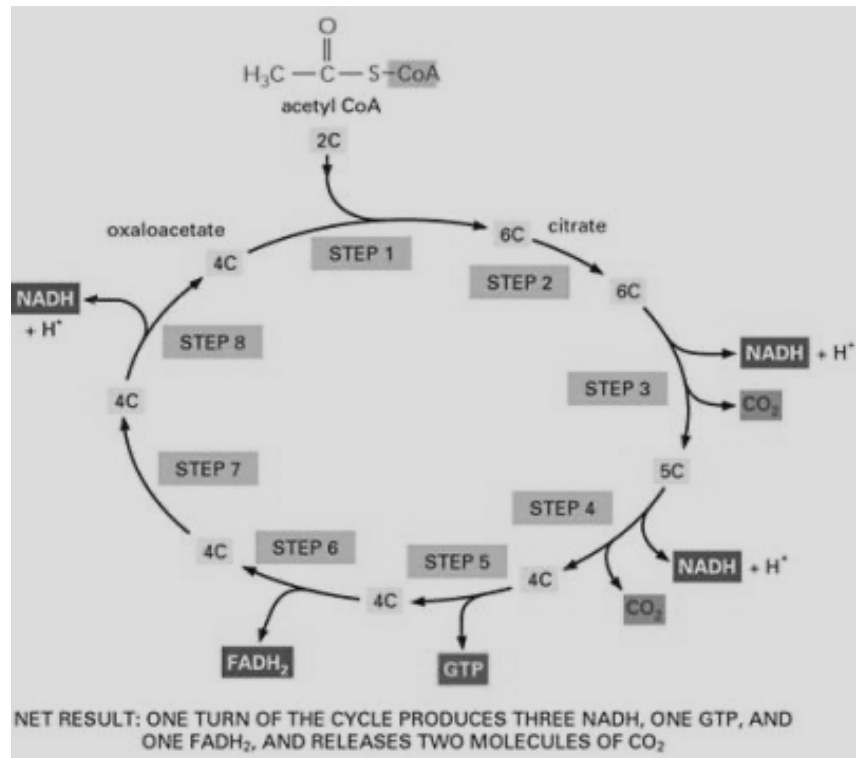 O
H₃C — C — S–CoA
acetyl CoA
2C
oxaloacetate
4C
STEP 1
6C
citrate
STEP 2
6C
NADH
+ H⁺
STEP 8
STEP 3
NADH + H⁺
CO₂
4C
5C
STEP 7
STEP 4
4C
STEP 6
STEP 5
4C
NADH + H⁺
4C
CO₂
FADH₂
GTP
NET RESULT: ONE TURN OF THE CYCLE PRODUCES THREE NADH, ONE GTP, AND
ONE FADH₂, AND RELEASES TWO MOLECULES OF CO₂